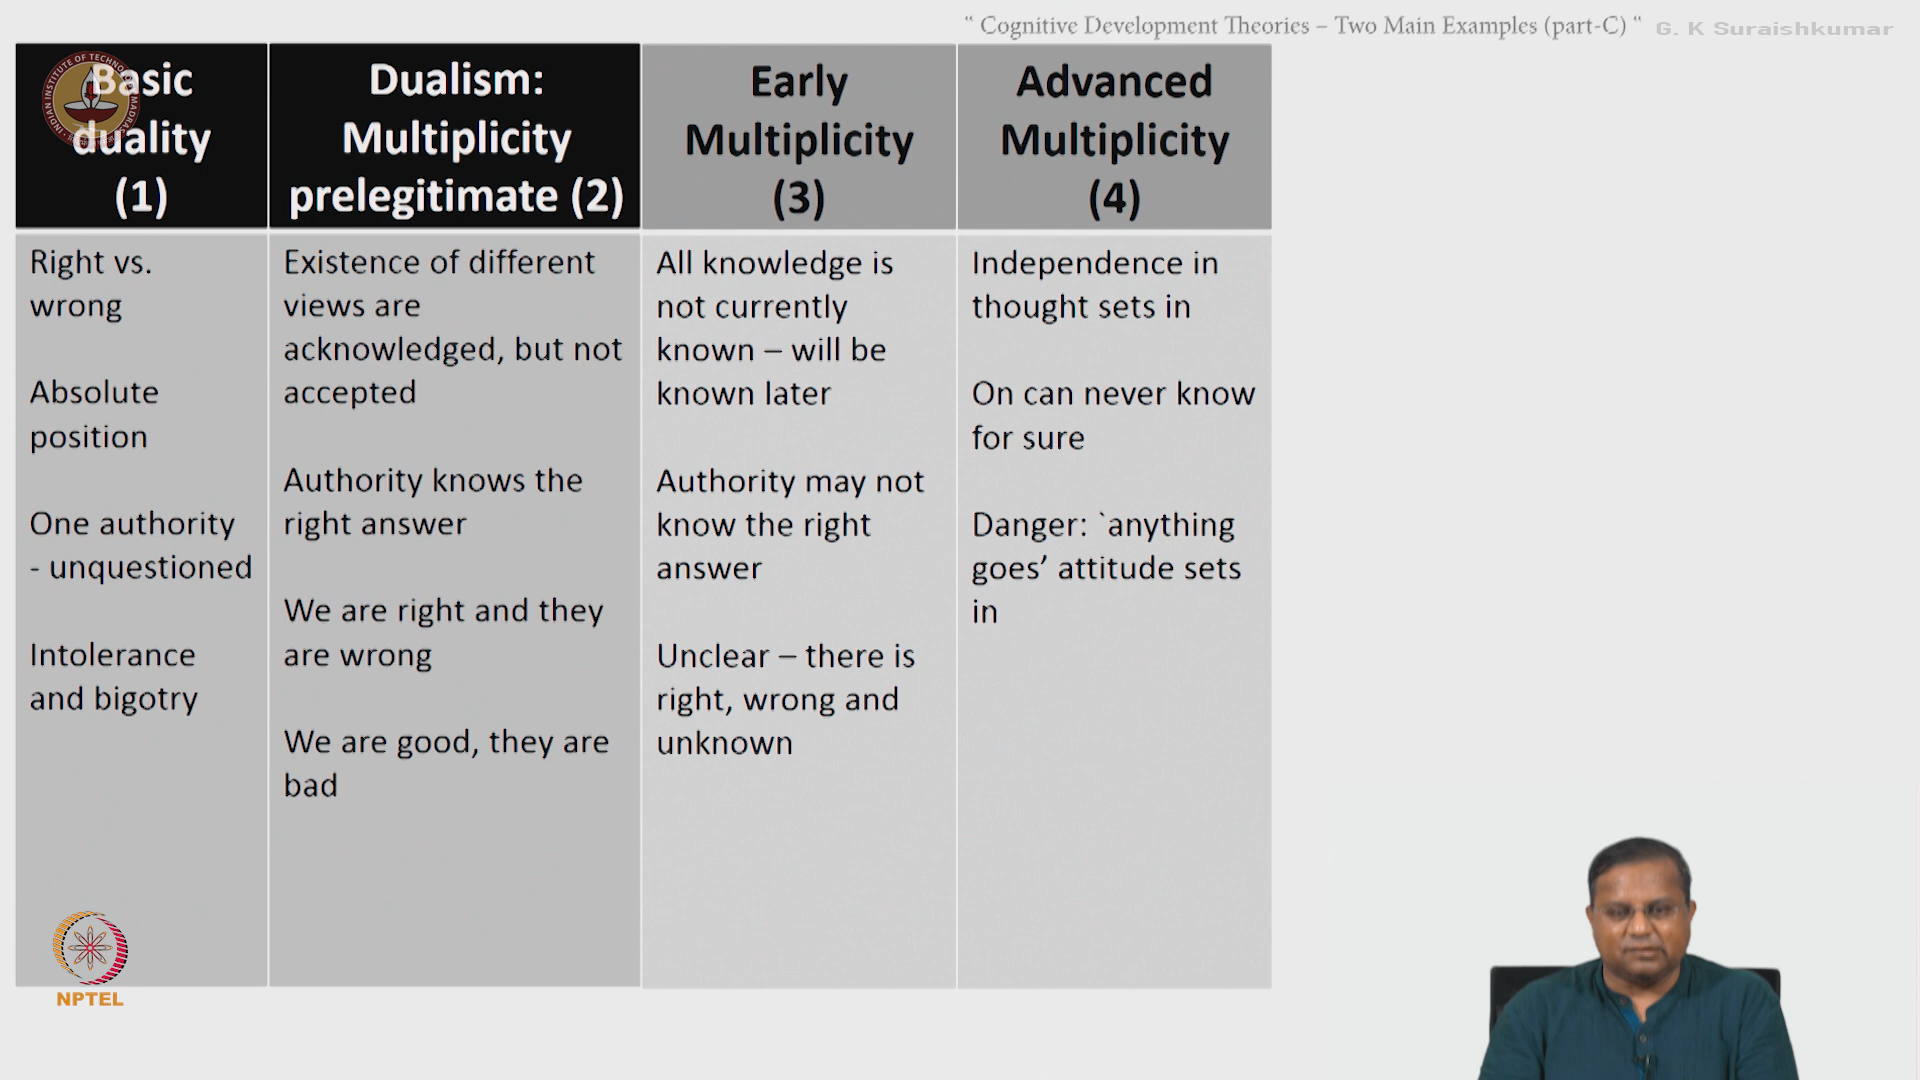 “ Cognitive Development Theories – Two Main Examples (part-C) “ G. K Suraishkumar
Basic
duality
(1)
Dualism:
Multiplicity
prelegitimate (2)
Early
Multiplicity
(3)
Advanced
Multiplicity
(4)
Right vs.
wrong
Absolute
position
One authority
- unquestioned
Intolerance
and bigotry
Existence of different
views are
acknowledged, but not
accepted
Authority knows the
right answer
We are right and they
are wrong
We are good, they are
bad
All knowledge is
not currently
known – will be
known later
Authority may not
know the right
answer
Unclear – there is
right, wrong and
unknown
Independence in
thought sets in
On can never know
for sure
Danger: `anything
goes’ attitude sets
in
NPTEL